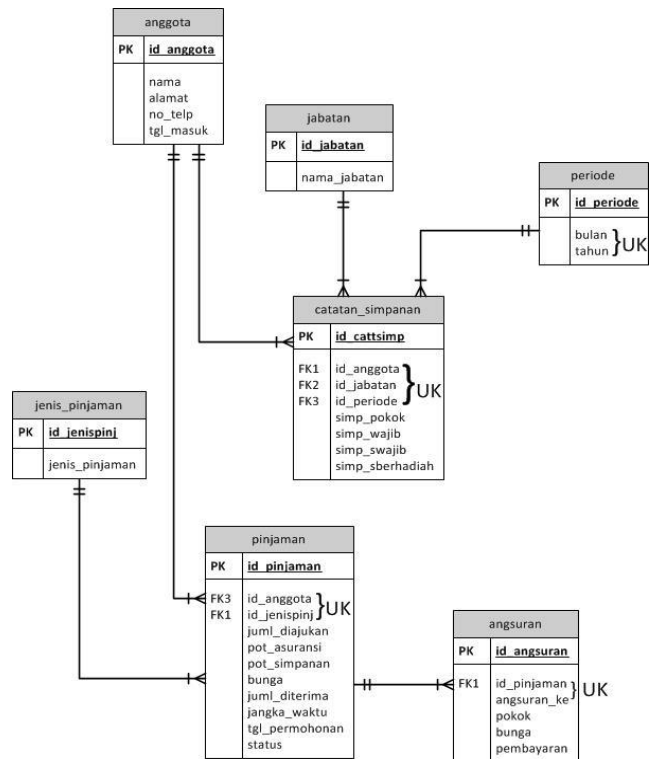 anggota
PK id_anggota
nama
alamat
no_telp
tgl_masuk
jabatan
PK id_jabatan
nama_jabatan
periode
PK id_periode
bulan
tahun
UK
catatan_simpanan
PK id_cattsimp
FK1 id_anggota
FK2 id_jabatan
FK3 id_periode
UK
simp_pokok
simp_wajib
simp_swajib
simp_sberhadiah
jenis_pinjaman
PK id_jenispinj
jenis_pinjaman
pinjaman
PK id_pinjaman
FK3 id_anggota
FK1 id_jenispinj
UK
juml_diajukan
pot_asuransi
pot_simpanan
bunga
juml_diterima
jangka_waktu
tgl_permohonan
status
angsuran
PK id_angsuran
FK1 id_pinjaman
angsuran_ke
UK
pokok
bunga
pembayaran